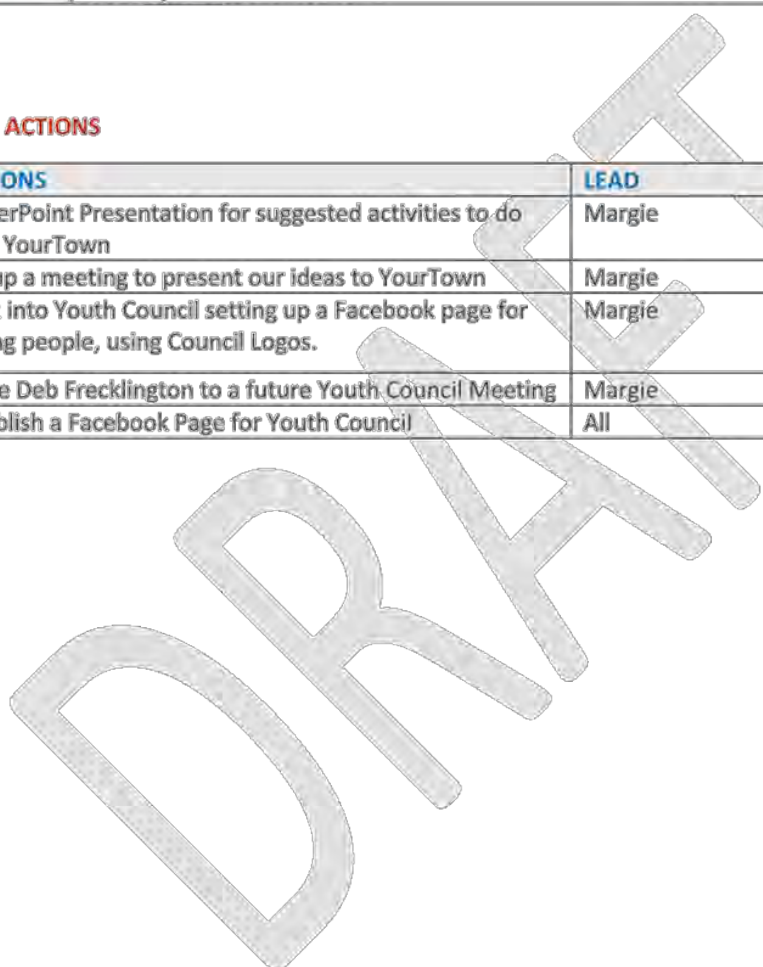 ACTIONS
ONS LEAD
erPoint Presentation for suggested activities to do Margie
YourTown
up a meeting to present our ideas to YourTown Margie
into Youth Council setting up a Facebook page for Margie
ng people, using Council Logos.
e Deb Frecklington to a future Youth Council Meeting Margie
blish a Facebook Page for Youth Council All
DRAFT